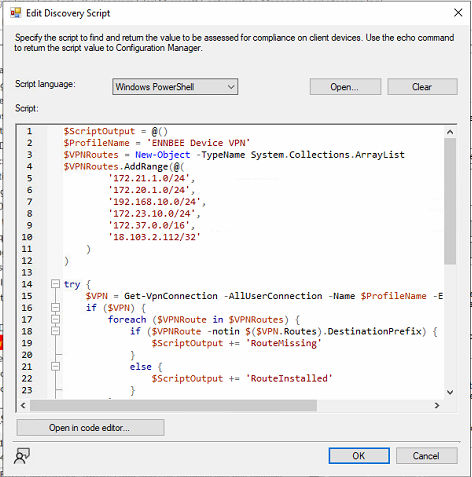 Edit Discovery Script
Specify the script to find and return the value to be assessed for compliance on client devices. Use the echo command
to return the script value to Configuration Manager.
Script language:
Windows PowerShell
Open...
Clear
Script:
1 $ScriptOutput = @()
2 $ProfileName = 'ENNBEE Device VPN'
3 $VPNRoutes = New-Object -TypeName System.Collections.ArrayList
4 $VPNRoutes.AddRange(@(
5 '172.21.1.0/24',
6 '172.20.1.0/24',
7 '192.168.10.0/24',
8 '172.23.10.0/24',
9 '172.37.0.0/16',
10 '18.103.2.112/32'
11 )
12 )
13
14 try {
15 $VPN = Get-VpnConnection -AllUserConnection -Name $ProfileName -E
16 if ($VPN) {
17 foreach ($VPNRoute in $VPNRoutes) {
18 if ($VPNRoute -notin $($VPN.Routes).DestinationPrefix) {
19 $ScriptOutput += 'RouteMissing'
20 }
21 else {
22 $ScriptOutput += 'RouteInstalled'
23 }
Open in code editor...
OK
Cancel